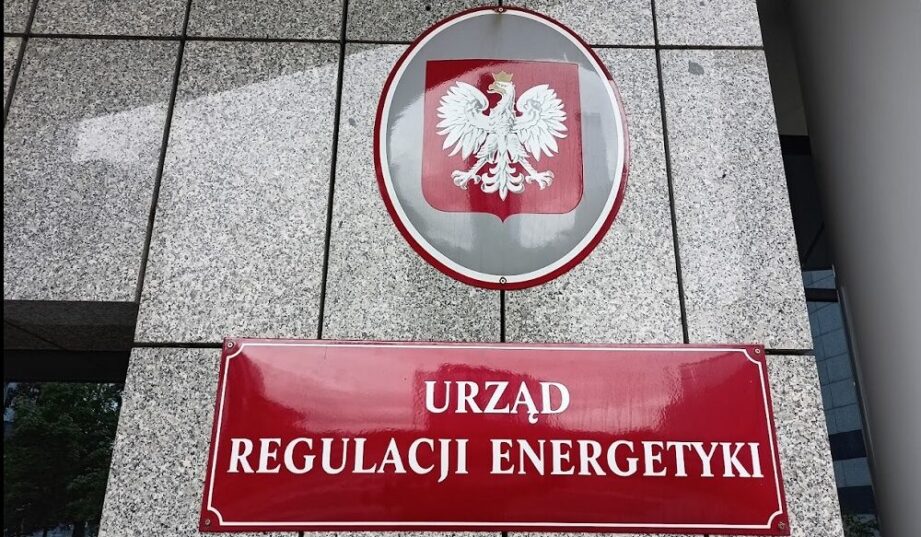 URZĄD
REGULACJI ENERGETYKI